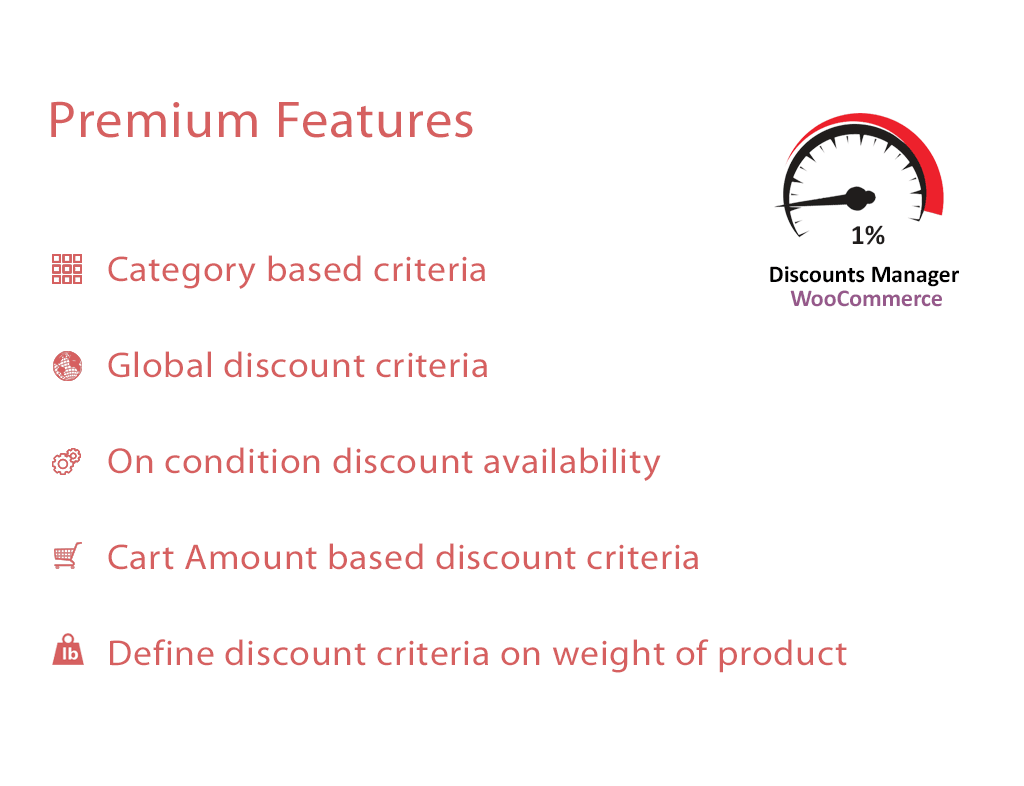 Premium Features
1%
Discounts Manager
WooCommerce
Category based criteria
Global discount criteria
On condition discount availability
Cart Amount based discount criteria
lb
Define discount criteria on weight of product